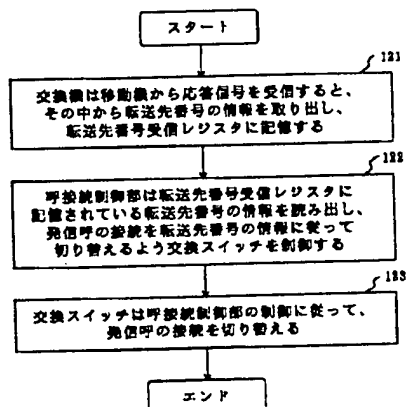 スタート
121
交換機は移動機から応答信号を受信すると、
その中から転送先番号の情報を取り出し、
転送先番号受信レジスタに記憶する
122
呼接続制御部は転送先番号受信レジスタに
記憶されている転送先番号の情報を読み出し、
発信呼の接続を転送先番号の情報に従って
切り替えるよう交換スイッチを制御する
123
交換スイッチは呼接続制御部の制御に従って、
発信呼の接続を切り替える
エンド